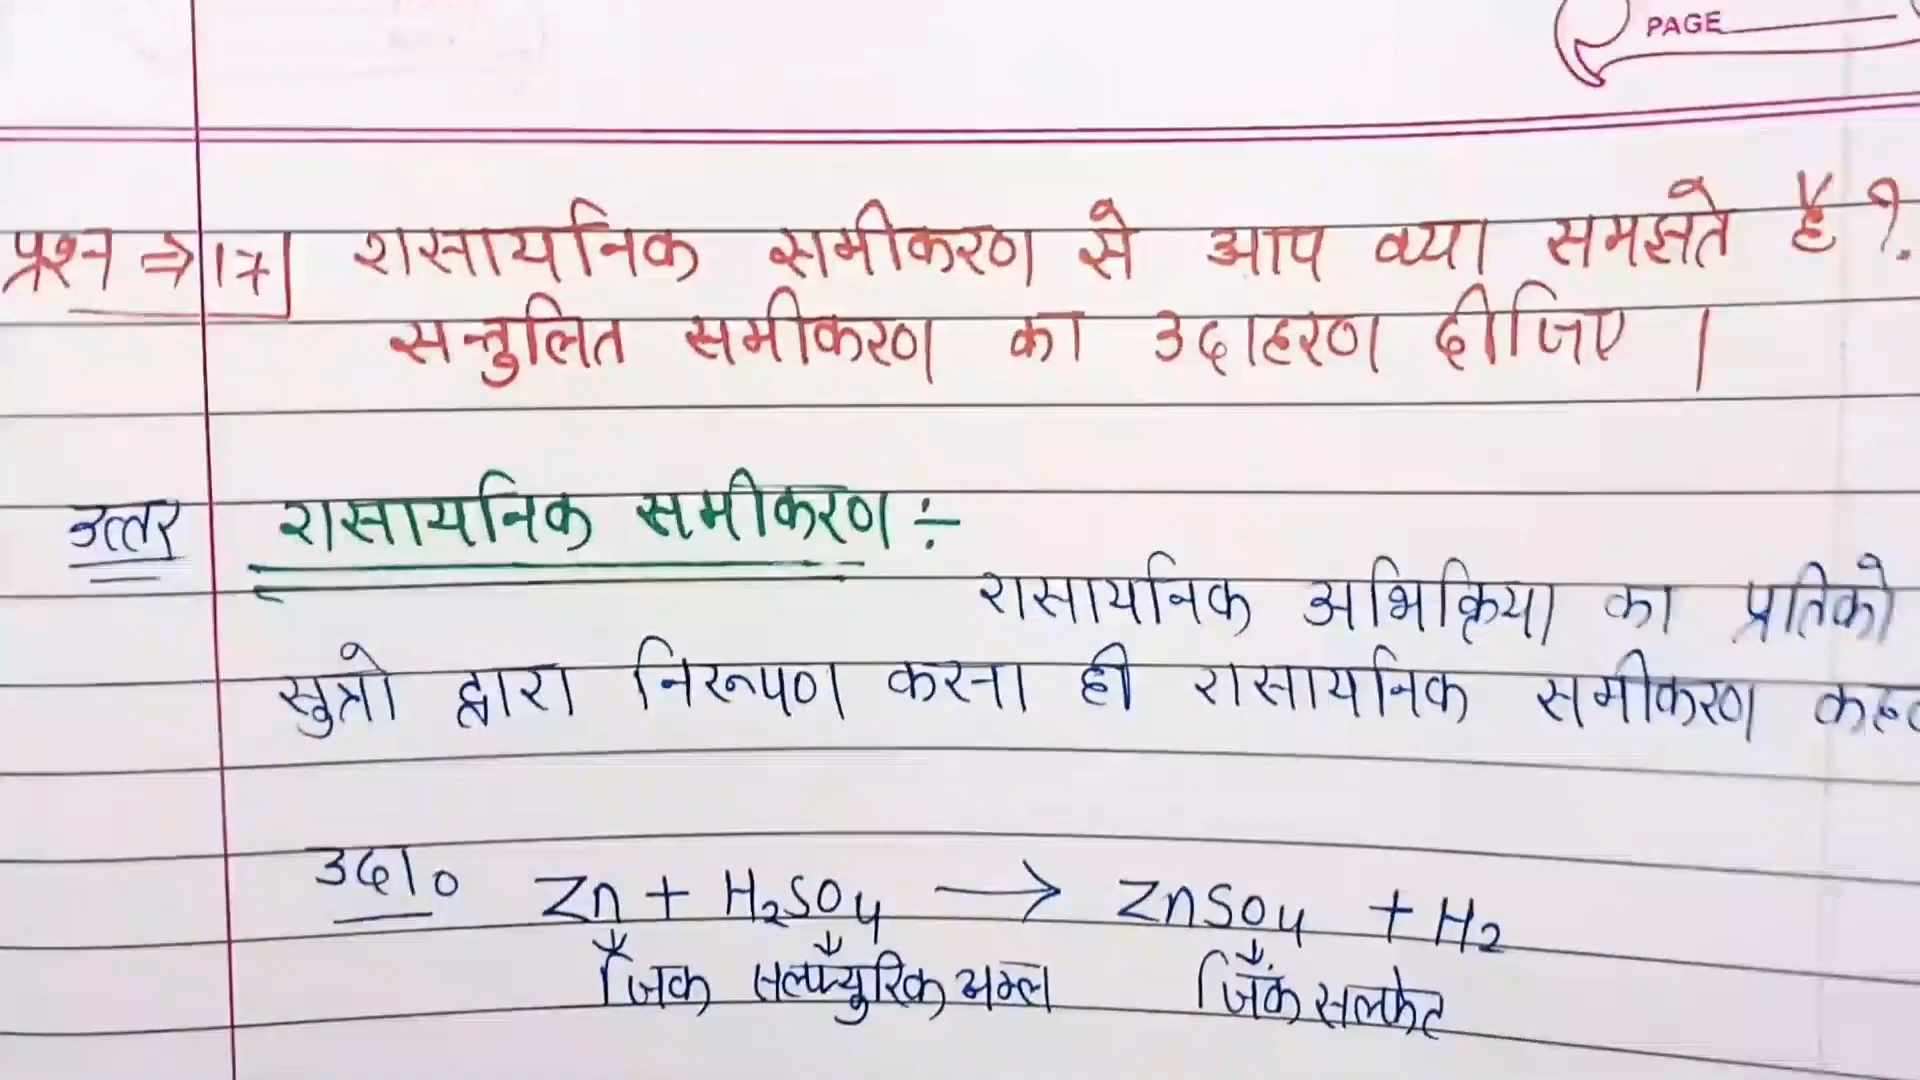 PAGE
प्रश्न ⇒ 17] रासायनिक समीकरण से आप क्या समझते हैं ?
सन्तुलित समीकरण का उदाहरण दीजिए ।
उत्तर रासायनिक समीकरण :-
रासायनिक अभिक्रिया का प्रतिको
सुत्रो द्वारा निरूपण करना ही रासायनिक समीकरण
उदा० Zn + H₂SO₄ → ZnSO₄ + H₂
जिंक सल्फ्युरिक अम्ल जिंक सल्फेट